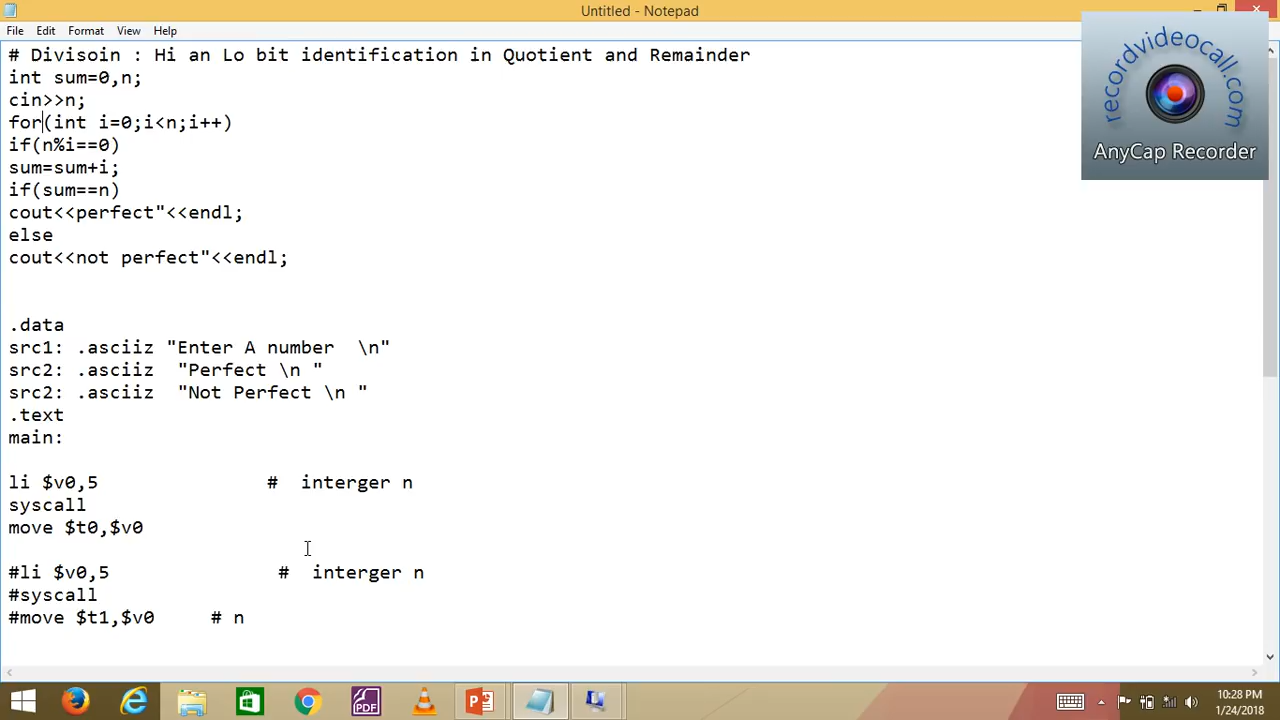 Untitled - Notepad
File Edit Format View Help
# Divisoin : Hi an Lo bit identification in Quotient and Remainder
int sum=0,n;
cin>>n;
for(int i=0;i<n;i++)
if(n%i==0)
sum=sum+i;
if(sum==n)
cout<<perfect"<<endl;
else
cout<<not perfect"<<endl;
.data
src1: .asciiz "Enter A number  \n"
src2: .asciiz  "Perfect \n "
src2: .asciiz  "Not Perfect \n "
.text
main:
li $v0,5               #  interger n
syscall
move $t0,$v0
#li $v0,5               #  interger n
#syscall
#move $t1,$v0     # n
recordvideocall.com
AnyCap Recorder
PDF
10:28 PM
1/24/2018